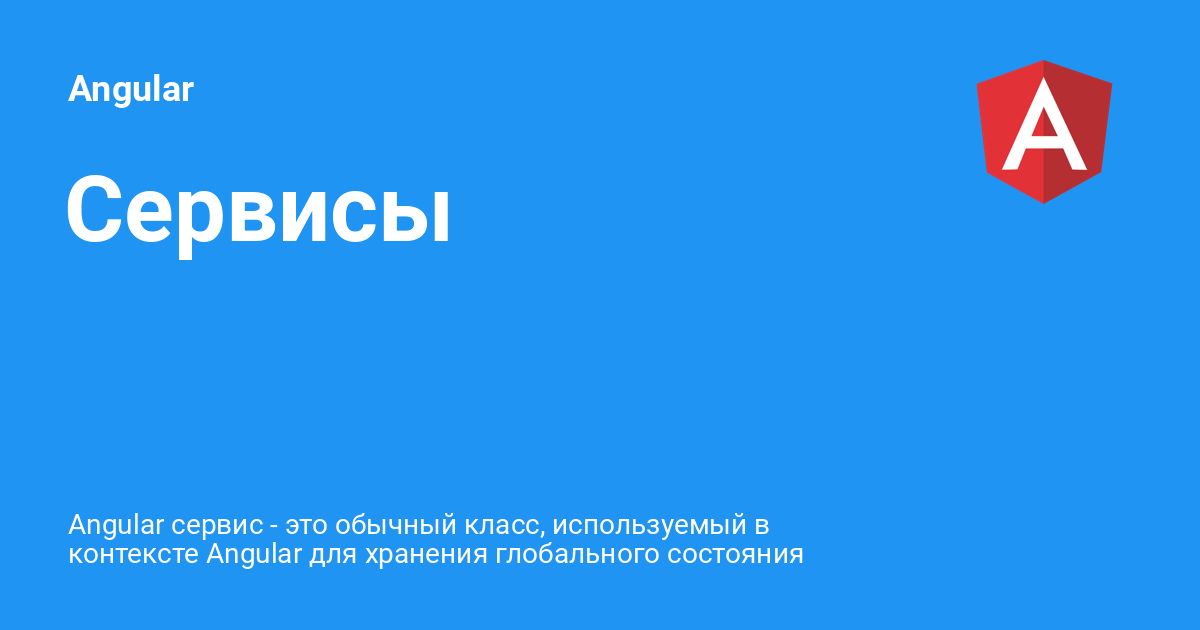 Angular
Сервисы
Angular сервис - это обычный класс, используемый в
контексте Angular для хранения глобального состояния